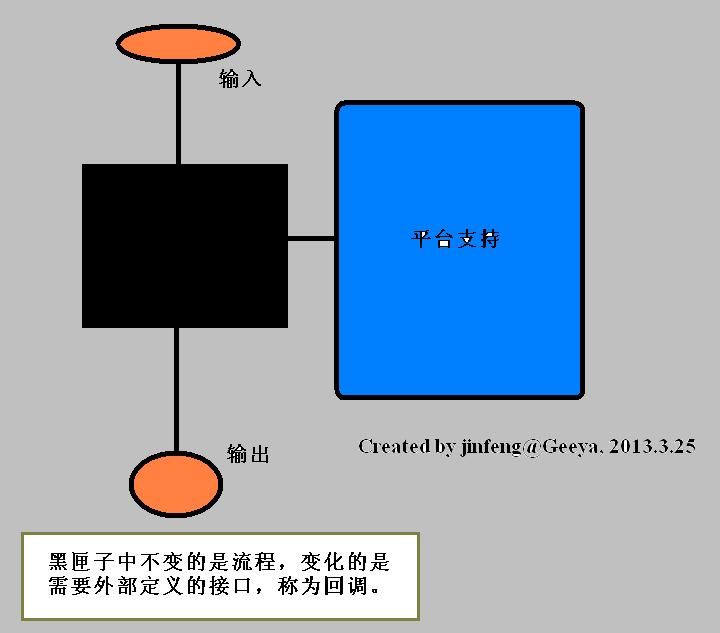 输入
平台支持
Created by jinfeng@Geeya, 2013.3.25
输出
黑匣子中不变的是流程，变化的是
需要外部定义的接口，称为回调。